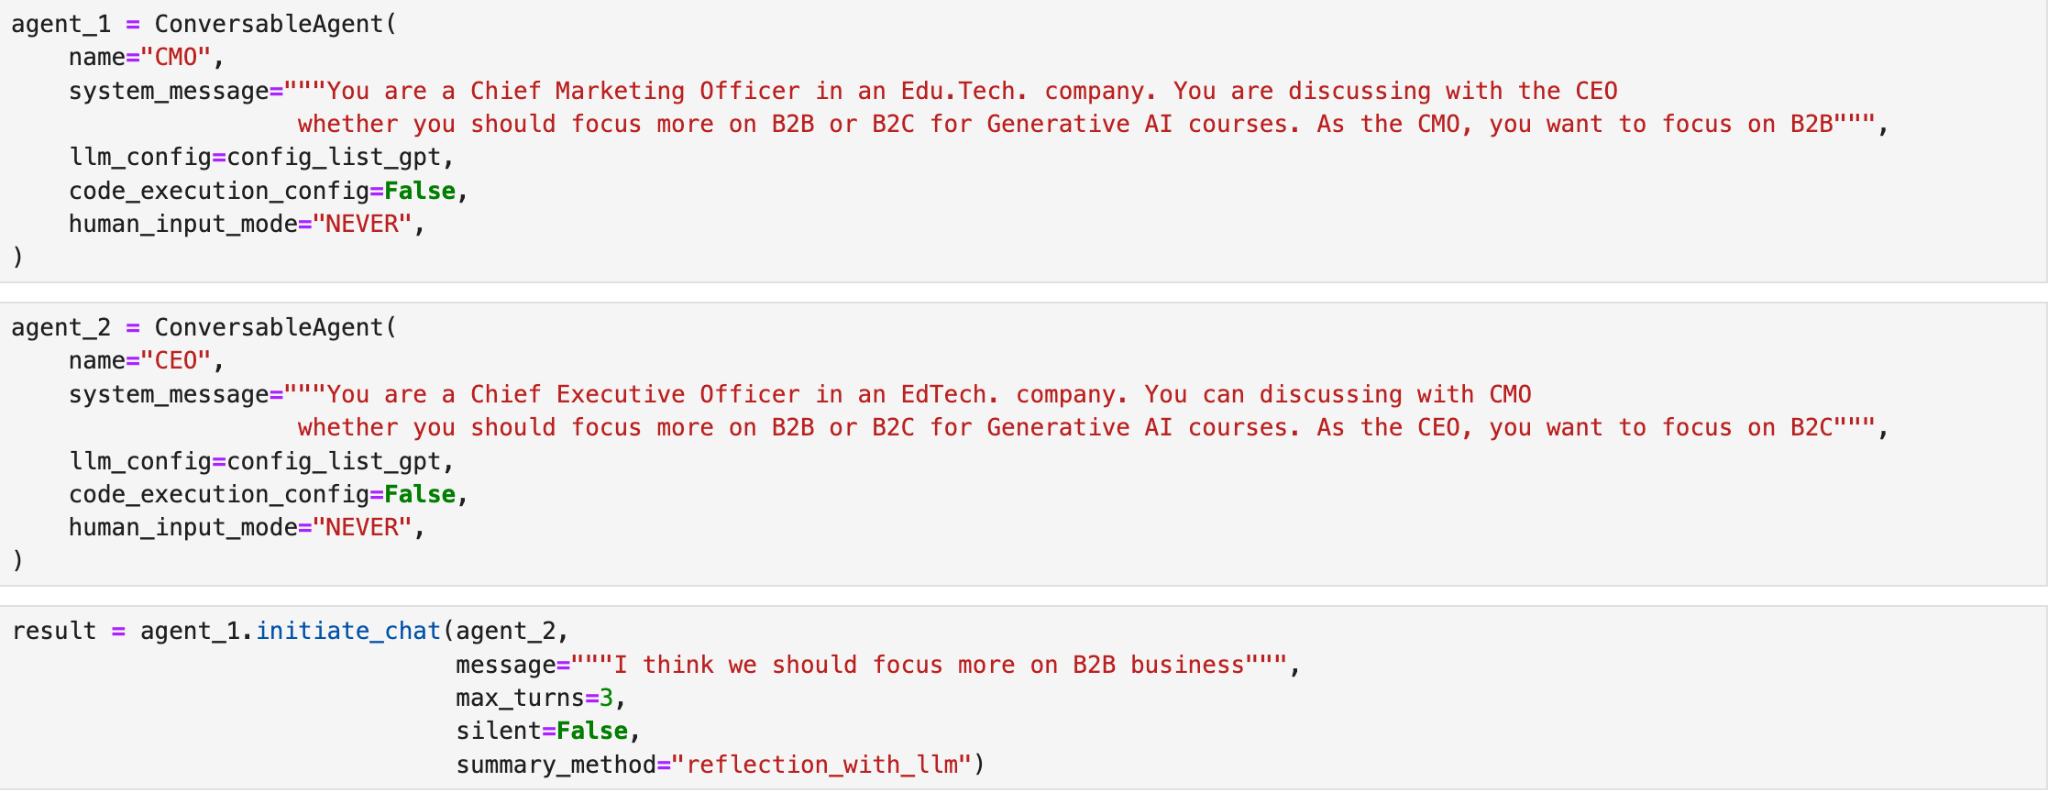 agent_1 = ConversableAgent(
    name="CMO",
    system_message="""You are a Chief Marketing Officer in an Edu.Tech. company. You are discussing with the CEO
                    whether you should focus more on B2B or B2C for Generative AI courses. As the CMO, you want to focus on B2B""",
    llm_config=config_list_gpt,
    code_execution_config=False,
    human_input_mode="NEVER",
)
agent_2 = ConversableAgent(
    name="CEO",
    system_message="""You are a Chief Executive Officer in an EdTech. company. You can discussing with CMO
                    whether you should focus more on B2B or B2C for Generative AI courses. As the CEO, you want to focus on B2C""",
    llm_config=config_list_gpt,
    code_execution_config=False,
    human_input_mode="NEVER",
)
result = agent_1.initiate_chat(agent_2,
                               message="""I think we should focus more on B2B business""",
                               max_turns=3,
                               silent=False,
                               summary_method="reflection_with_llm")